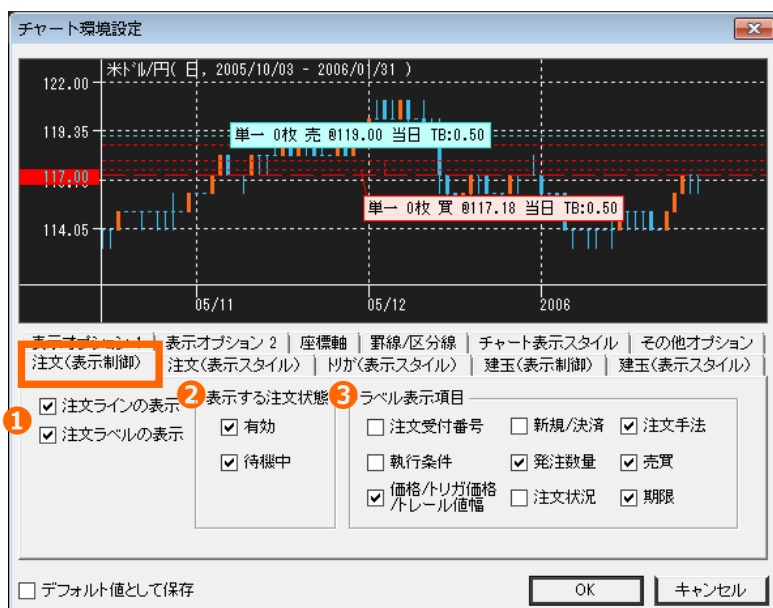 チャート環境設定
米ドル/円( 日, 2005/10/03 - 2006/01/31 )
122.00
119.35
単一 0枚 売 @119.00 当日 TB:0.50
117.00
単一 0枚 買 @117.18 当日 TB:0.50
114.05
05/11 05/12 2006
表示オプション 1 表示オプション 2 座標軸 罫線/区分線 チャート表示スタイル その他オプション
注文(表示制御) 注文(表示スタイル) トリガ(表示スタイル) 建玉(表示制御) 建玉(表示スタイル)
1 注文ラインの表示
注文ラベルの表示
2 表示する注文状態
有効
待機中
3 ラベル表示項目
注文受付番号 新規/決済 注文手法
執行条件 発注数量 売買
価格/トリガ価格
/トレール値幅 注文状況 期限
デフォルト値として保存 OK キャンセル